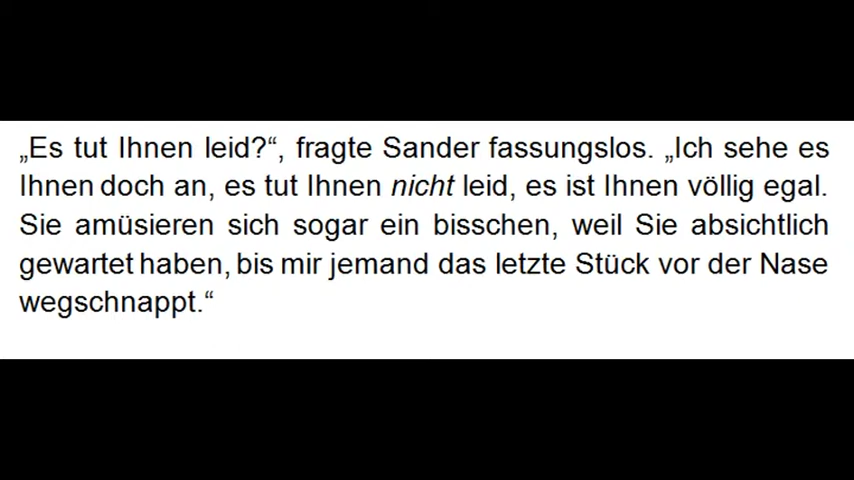 „Es tut Ihnen leid?“, fragte Sander fassungslos. „Ich sehe es
Ihnen doch an, es tut Ihnen nicht leid, es ist Ihnen völlig egal.
Sie amüsieren sich sogar ein bisschen, weil Sie absichtlich
gewartet haben, bis mir jemand das letzte Stück vor der Nase
wegschnappt.“